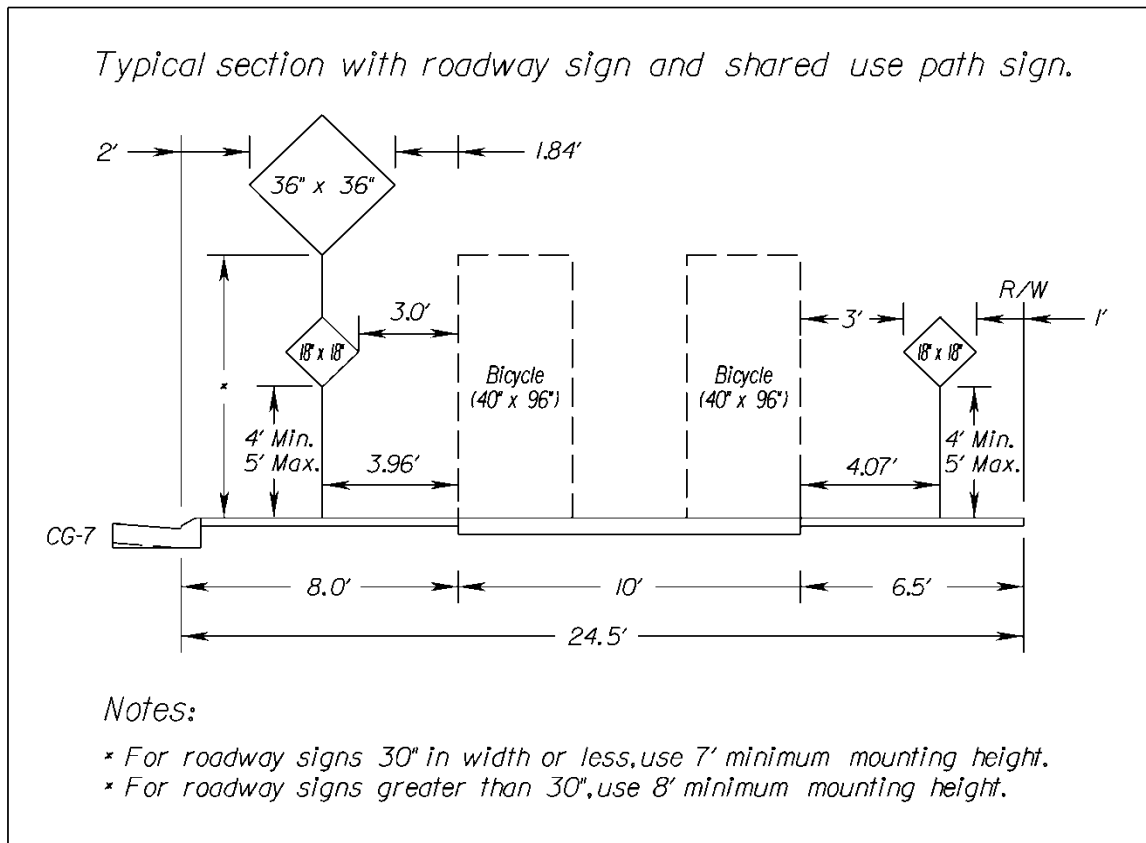 Typical section with roadway sign and shared use path sign.
2'
1.84'
36" x 36"
R/W
3.0'
3'
1'
18" x 18"
18" x 18"
Bicycle
(40" x 96")
Bicycle
(40" x 96")
*
4' Min.
5' Max.
4' Min.
5' Max.
3.96'
4.07'
CG-7
8.0'
10'
6.5'
24.5'
Notes:
* For roadway signs 30" in width or less, use 7' minimum mounting height.
* For roadway signs greater than 30", use 8' minimum mounting height.